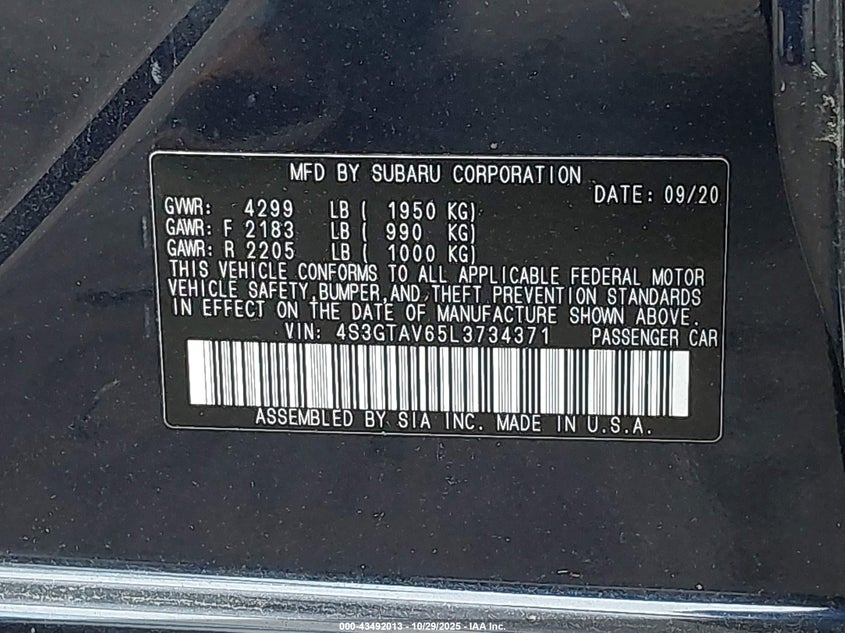 MFD BY SUBARU CORPORATION
DATE: 09/20
GVWR: 4299 LB ( 1950 KG)
GAWR: F 2183 LB ( 990 KG)
GAWR: R 2205 LB ( 1000 KG)
THIS VEHICLE CONFORMS TO ALL APPLICABLE FEDERAL MOTOR
VEHICLE SAFETY,BUMPER,AND THEFT PREVENTION STANDARDS
IN EFFECT ON THE DATE OF MANUFACTURE SHOWN ABOVE.
VIN: 4S3GTAV65L3734371 PASSENGER CAR
ASSEMBLED BY SIA INC. MADE IN U.S.A.
000-43492013 - 10/29/2025 - IAA Inc.